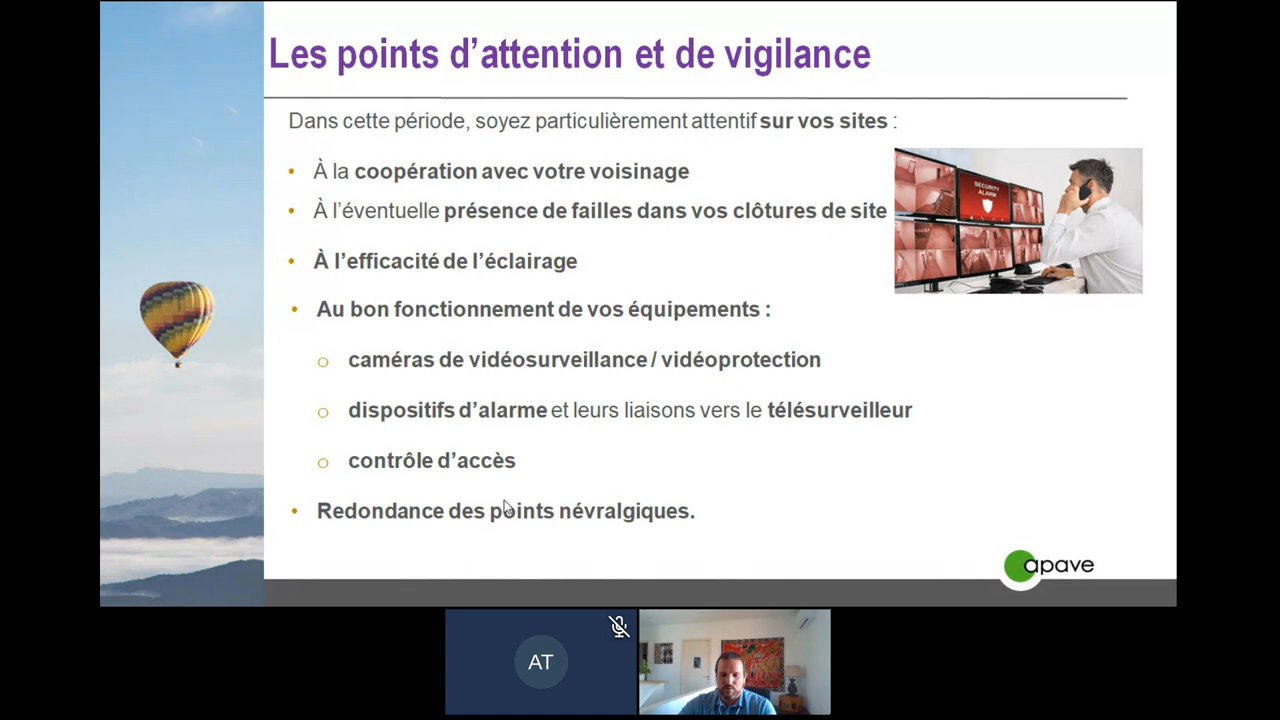 Les points d’attention et de vigilance
Dans cette période, soyez particulièrement attentif sur vos sites :
• À la coopération avec votre voisinage
• À l’éventuelle présence de failles dans vos clôtures de site
SECURITY
ALARM
• À l’efficacité de l’éclairage
• Au bon fonctionnement de vos équipements :
o caméras de vidéosurveillance / vidéoprotection
o dispositifs d’alarme et leurs liaisons vers le télésurveilleur
o contrôle d’accès
• Redondance des points névralgiques.
apave
AT